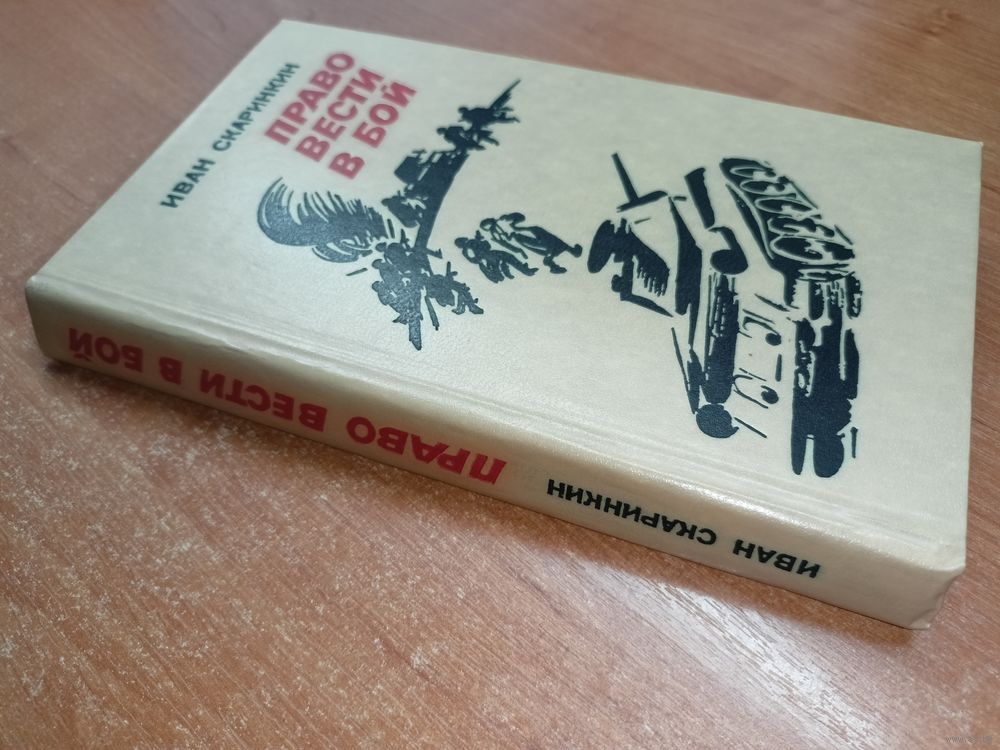 ИВАН СКАРИНКИН
ПРАВО
ВЕСТИ
В БОЙ
ИВАН СКАРИНКИН ПРАВО ВЕСТИ В БОЙ